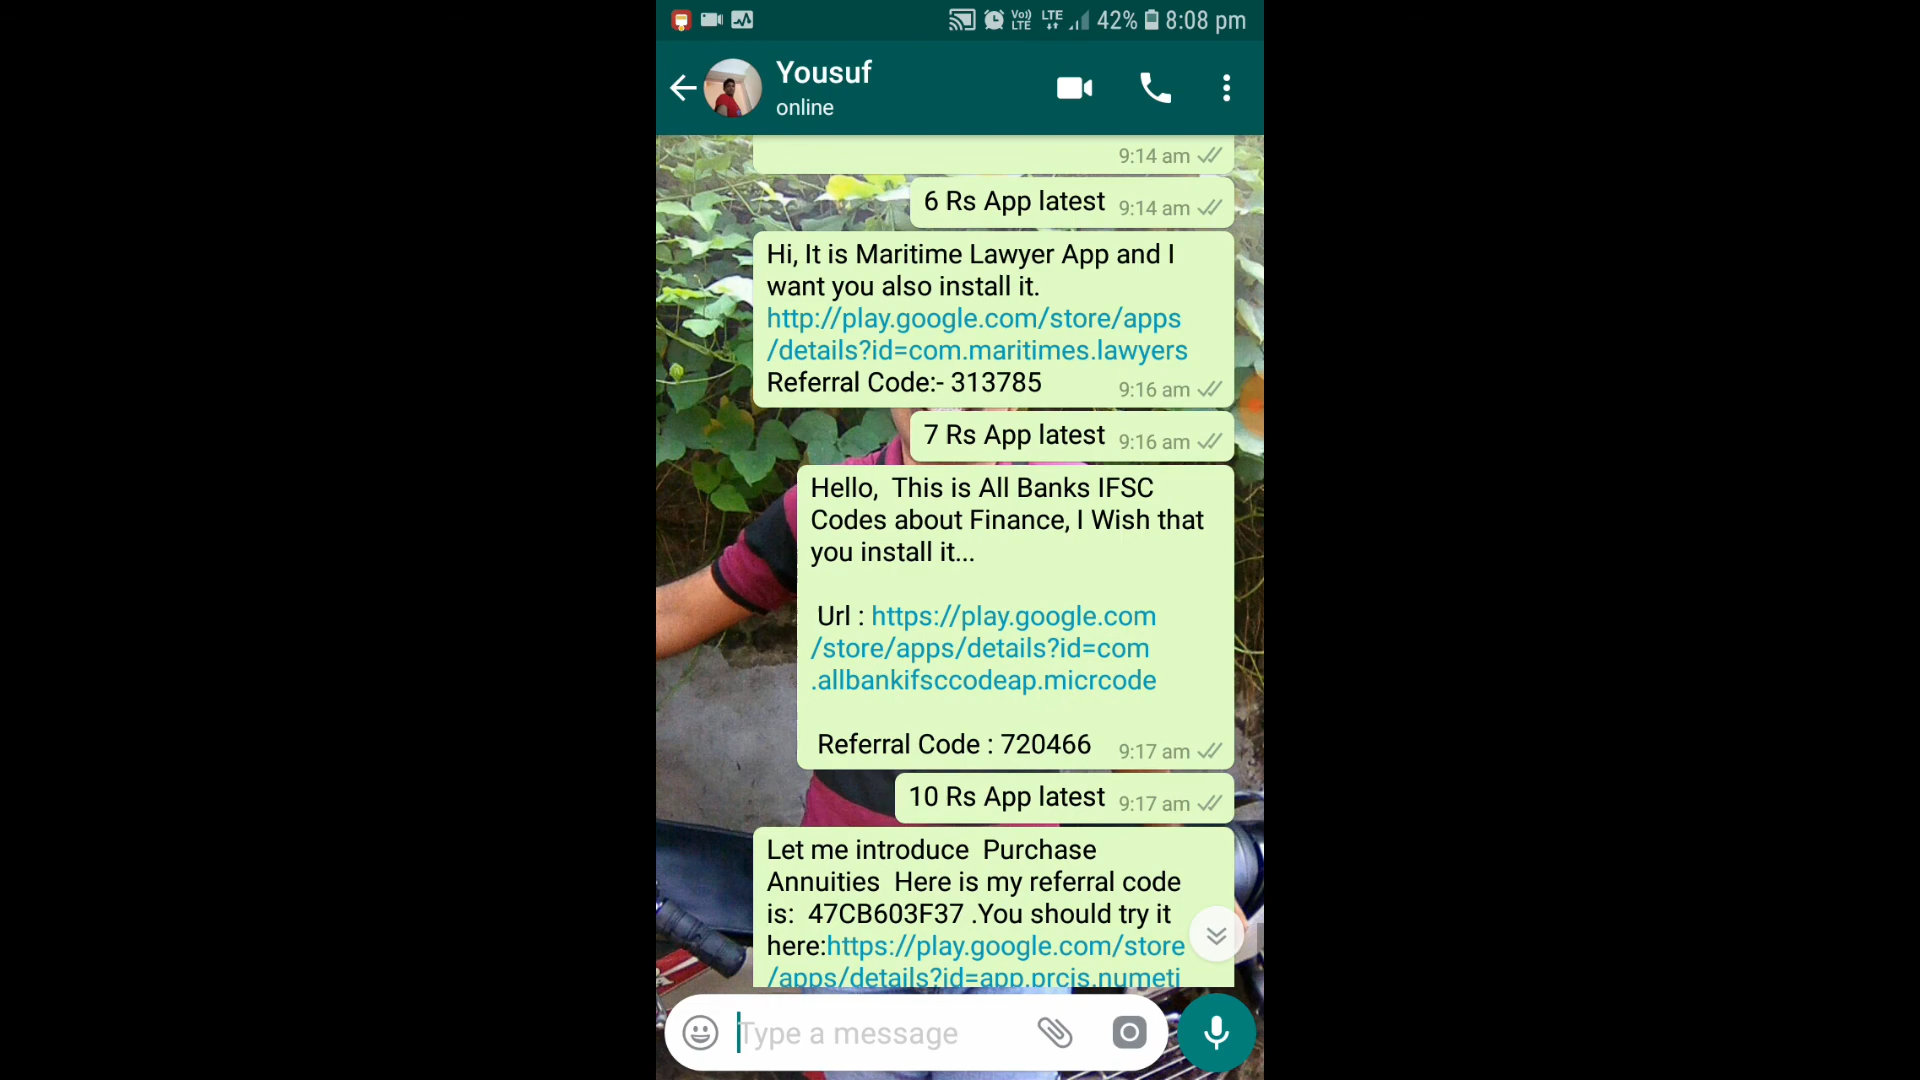 Vo)) LTE LTE 42% 8:08 pm
Yousuf
online
9:14 am
6 Rs App latest 9:14 am
Hi, It is Maritime Lawyer App and I
want you also install it.
http://play.google.com/store/apps
/details?id=com.maritimes.lawyers
Referral Code:- 313785 9:16 am
7 Rs App latest 9:16 am
Hello,  This is All Banks IFSC
Codes about Finance, I Wish that
you install it...
Url : https://play.google.com
/store/apps/details?id=com
.allbankifsccodeap.micrcode
Referral Code : 720466 9:17 am
10 Rs App latest 9:17 am
Let me introduce  Purchase
Annuities  Here is my referral code
is:  47CB603F37 .You should try it
here:https://play.google.com/store
/apps/details?id=app.prcis.numeti
Type a message